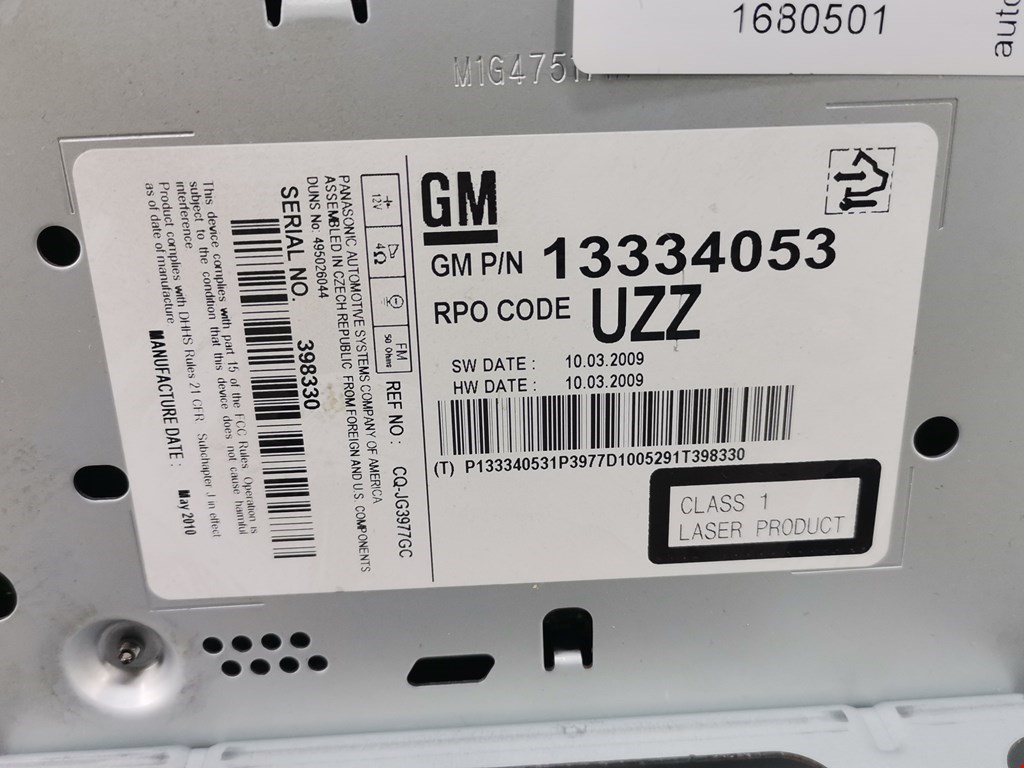 1680501
auto
M1G4751
GM
GM P/N 13334053
RPO CODE UZZ
SW DATE : 10.03.2009
HW DATE : 10.03.2009
(T) P133340531P3977D1005291T398330
CLASS 1
LASER PRODUCT
12V
4Ω
FM
50 Ohms
REF NO : CQ-JG3977GC
PANASONIC AUTOMOTIVE SYSTEMS COMPANY OF AMERICA
ASSEMBLED IN CZECH REPUBLIC FROM FOREIGN AND U.S. COMPONENTS
DUNS No: 495026044
SERIAL NO. 398330
This device complies with part 15 of the FCC Rules. Operation is
subject to the condition that this device does not cause harmful
interference.
Product complies with DHHS Rules 21 CFR, Subchapter J in effect
as of date of manufacture.
MANUFACTURE DATE : May 2010